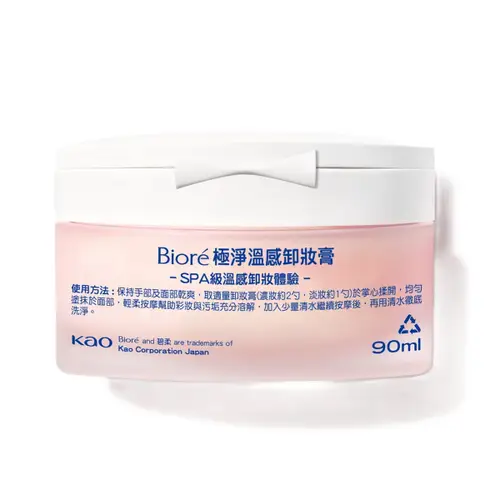 Bioré極淨溫感卸妝膏
– SPA級溫感卸妝體驗 –
使用方法：保持手部及面部乾爽，取適量卸妝膏(濃妝約2勺，淡妝約1勺)於掌心揉開，均勻
塗抹於面部，輕柔按摩幫助彩妝與污垢充分溶解，加入少量清水繼續按摩後，再用清水徹底
洗淨。
Kao
Bioré and 碧柔 are trademarks of
Kao Corporation Japan
90ml